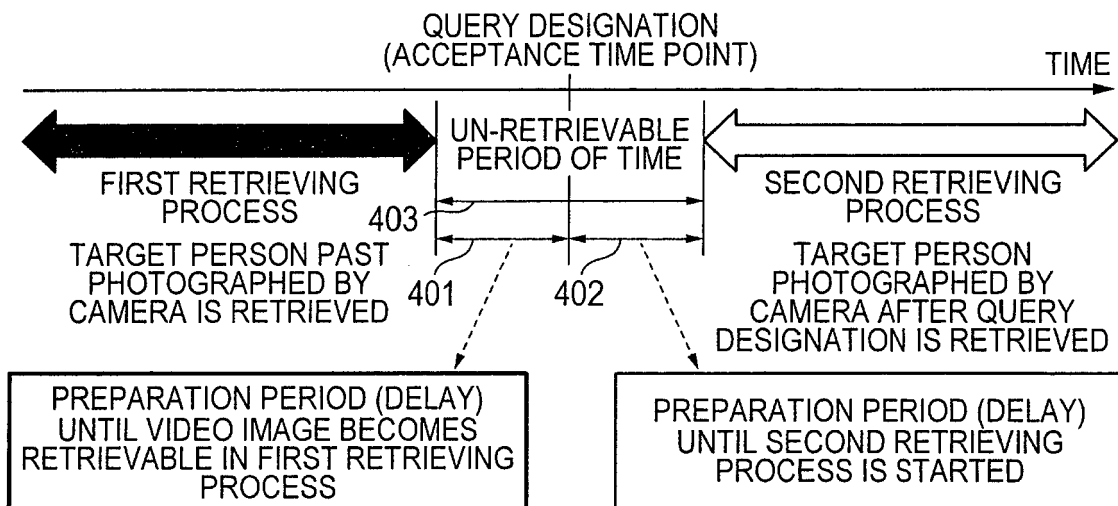 QUERY DESIGNATION
(ACCEPTANCE TIME POINT)
TIME
UN-RETRIEVABLE
PERIOD OF TIME
FIRST RETRIEVING
PROCESS
SECOND RETRIEVING
PROCESS
403
401
402
TARGET PERSON PAST
PHOTOGRAPHED BY
CAMERA IS RETRIEVED
TARGET PERSON
PHOTOGRAPHED BY
CAMERA AFTER QUERY
DESIGNATION IS RETRIEVED
PREPARATION PERIOD (DELAY)
UNTIL VIDEO IMAGE BECOMES
RETRIEVABLE IN FIRST RETRIEVING
PROCESS
PREPARATION PERIOD (DELAY)
UNTIL SECOND RETRIEVING
PROCESS IS STARTED